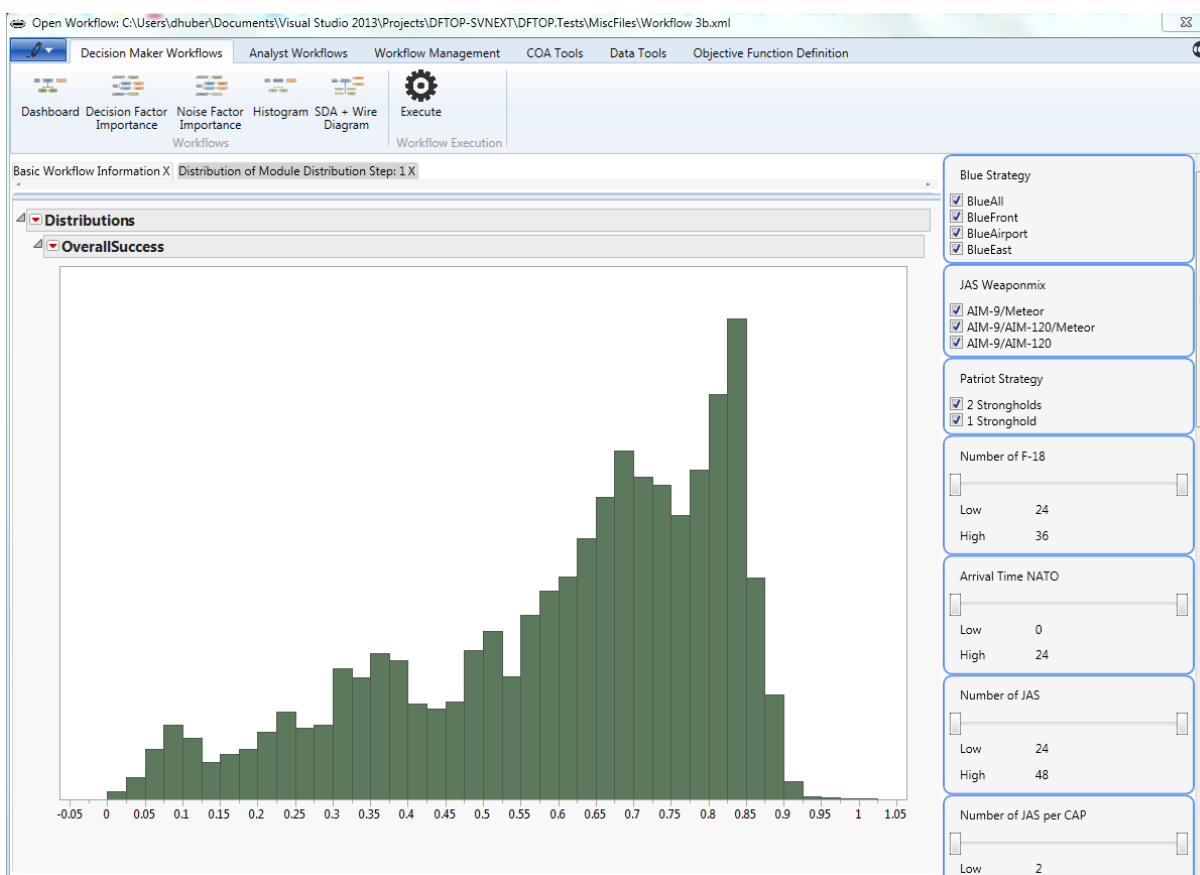 Open Workflow: C:\Users\dhuber\Documents\Visual Studio 2013\Projects\DFTOP-SVNEXT\DFTOP.Tests\MiscFiles\Workflow 3b.xml
Decision Maker Workflows Analyst Workflows Workflow Management COA Tools Data Tools Objective Function Definition
Dashboard Decision Factor Noise Factor Histogram SDA + Wire Execute
Importance Importance Diagram
Workflows Workflow Execution
Basic Workflow Information X Distribution of Module Distribution Step: 1 X
Distributions
OverallSuccess
-0.05 0 0.05 0.1 0.15 0.2 0.25 0.3 0.35 0.4 0.45 0.5 0.55 0.6 0.65 0.7 0.75 0.8 0.85 0.9 0.95 1 1.05
Blue Strategy
BlueAll
BlueFront
BlueAirport
BlueEast
JAS Weaponmix
AIM-9/Meteor
AIM-9/AIM-120/Meteor
AIM-9/AIM-120
Patriot Strategy
2 Strongholds
1 Stronghold
Number of F-18
Low 24
High 36
Arrival Time NATO
Low 0
High 24
Number of JAS
Low 24
High 48
Number of JAS per CAP
Low 2